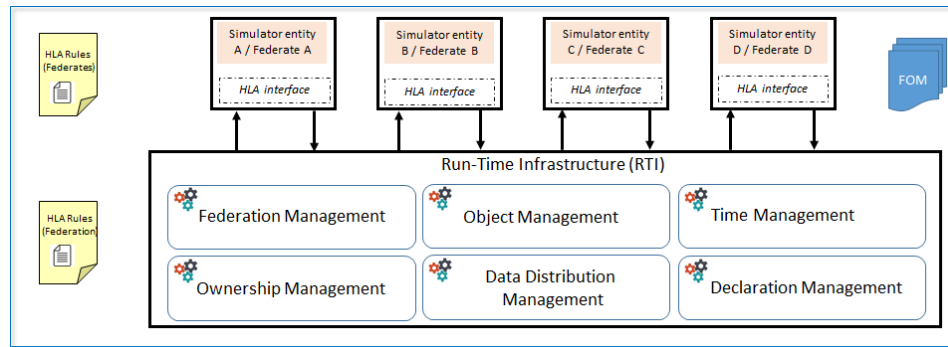 HLA Rules
(Federates)
Simulator entity
A / Federate A
HLA interface
Simulator entity
B / Federate B
HLA interface
Simulator entity
C / Federate C
HLA interface
Simulator entity
D / Federate D
HLA interface
FOM
Run-Time Infrastructure (RTI)
HLA Rules
(Federation)
Federation Management
Object Management
Time Management
Ownership Management
Data Distribution
Management
Declaration Management